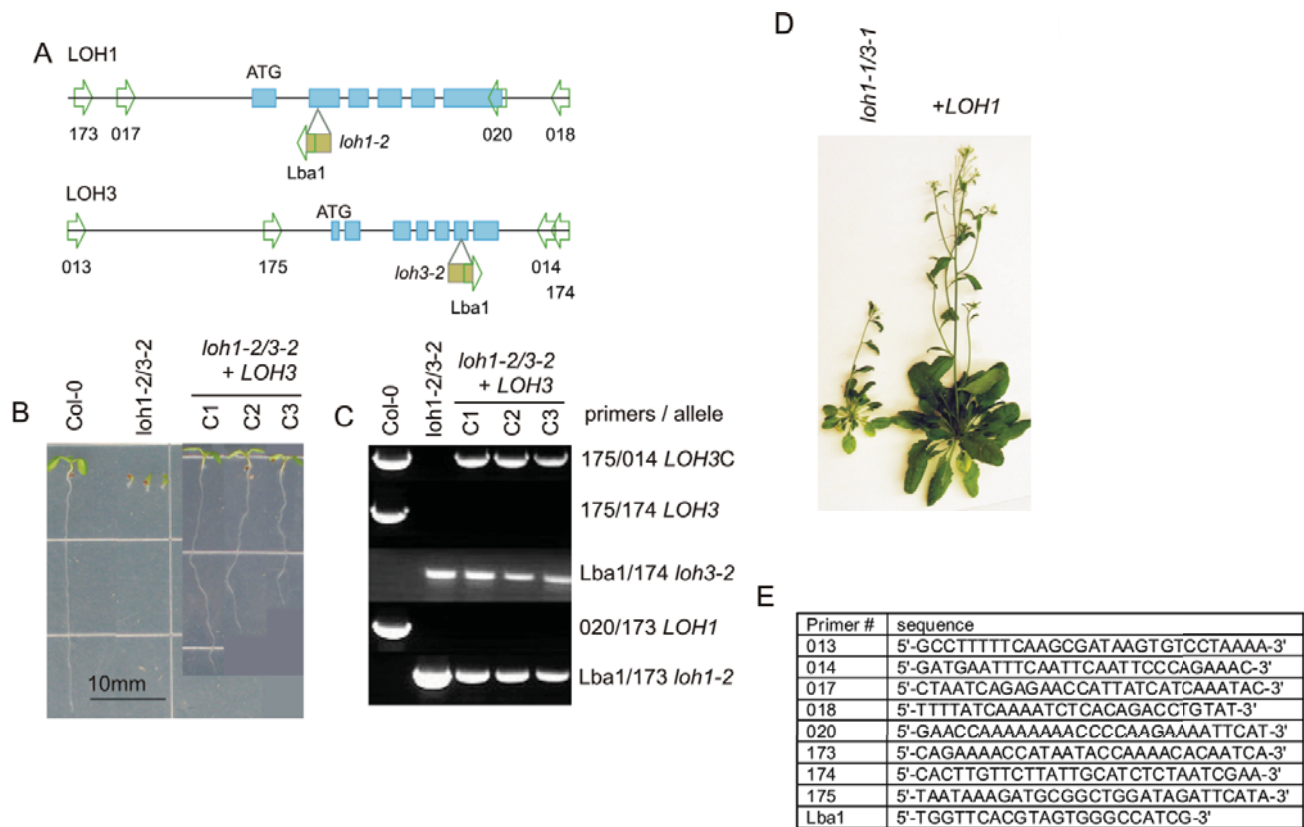 A
LOH1
ATG
173 017 020 018
loh1-2
Lba1
LOH3
ATG
013 175 014
174
loh3-2
Lba1
B
Col-0
loh1-2/3-2
loh1-2/3-2
+ LOH3
C1 C2 C3
10mm
C
Col-0
loh1-2/3-2
loh1-2/3-2
+ LOH3
C1 C2 C3
primers / allele
175/014 LOH3C
175/174 LOH3
Lba1/174 loh3-2
020/173 LOH1
Lba1/173 loh1-2
D
loh1-1/3-1
+LOH1
E
Primer # sequence
013 5'-GCCTTTTTCAAGCGATAAGTGTCCTAAAA-3'
014 5'-GATGAATTTCAATTCAATTCCCAGAAAC-3'
017 5'-CTAATCAGAGAACCATTATCATCAAATAC-3'
018 5'-TTTTATCAAAATCTCACAGACCTGTAT-3'
020 5'-GAACCAAAAAAAACCCCAAGAAAATTCAT-3'
173 5'-CAGAAAACCATAATACCAAAACACAATCA-3'
174 5'-CACTTGTTCTTATTGCATCTCTAATCGAA-3'
175 5'-TAATAAAGATGCGGCTGGATAGATTCATA-3'
Lba1 5'-TGGTTCACGTAGTGGGCCATCG-3'